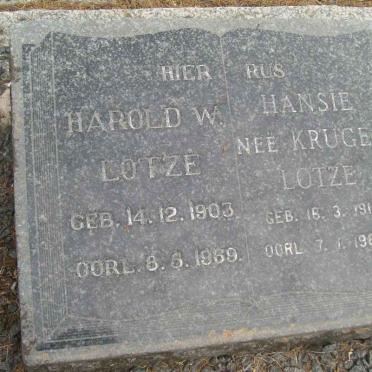 HIER RUS
HAROLD W.
LOTZE
GEB. 14.12.1903.
OORL. 8.6.1969.
HANSIE
NEE KRUGE
LOTZE
GEB. 16.3.191
OORL. 7.1.19